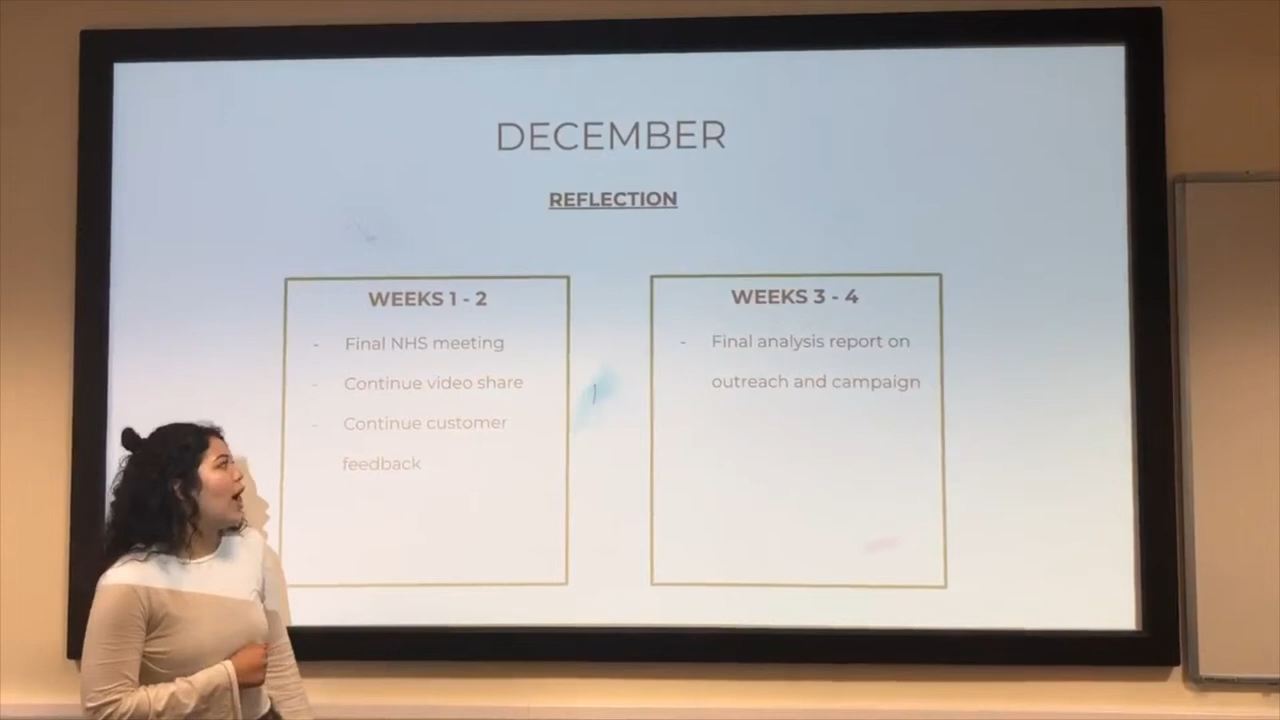 DECEMBER
REFLECTION
WEEKS 1 - 2
- Final NHS meeting
- Continue video share
- Continue customer
feedback
WEEKS 3 - 4
- Final analysis report on
outreach and campaign